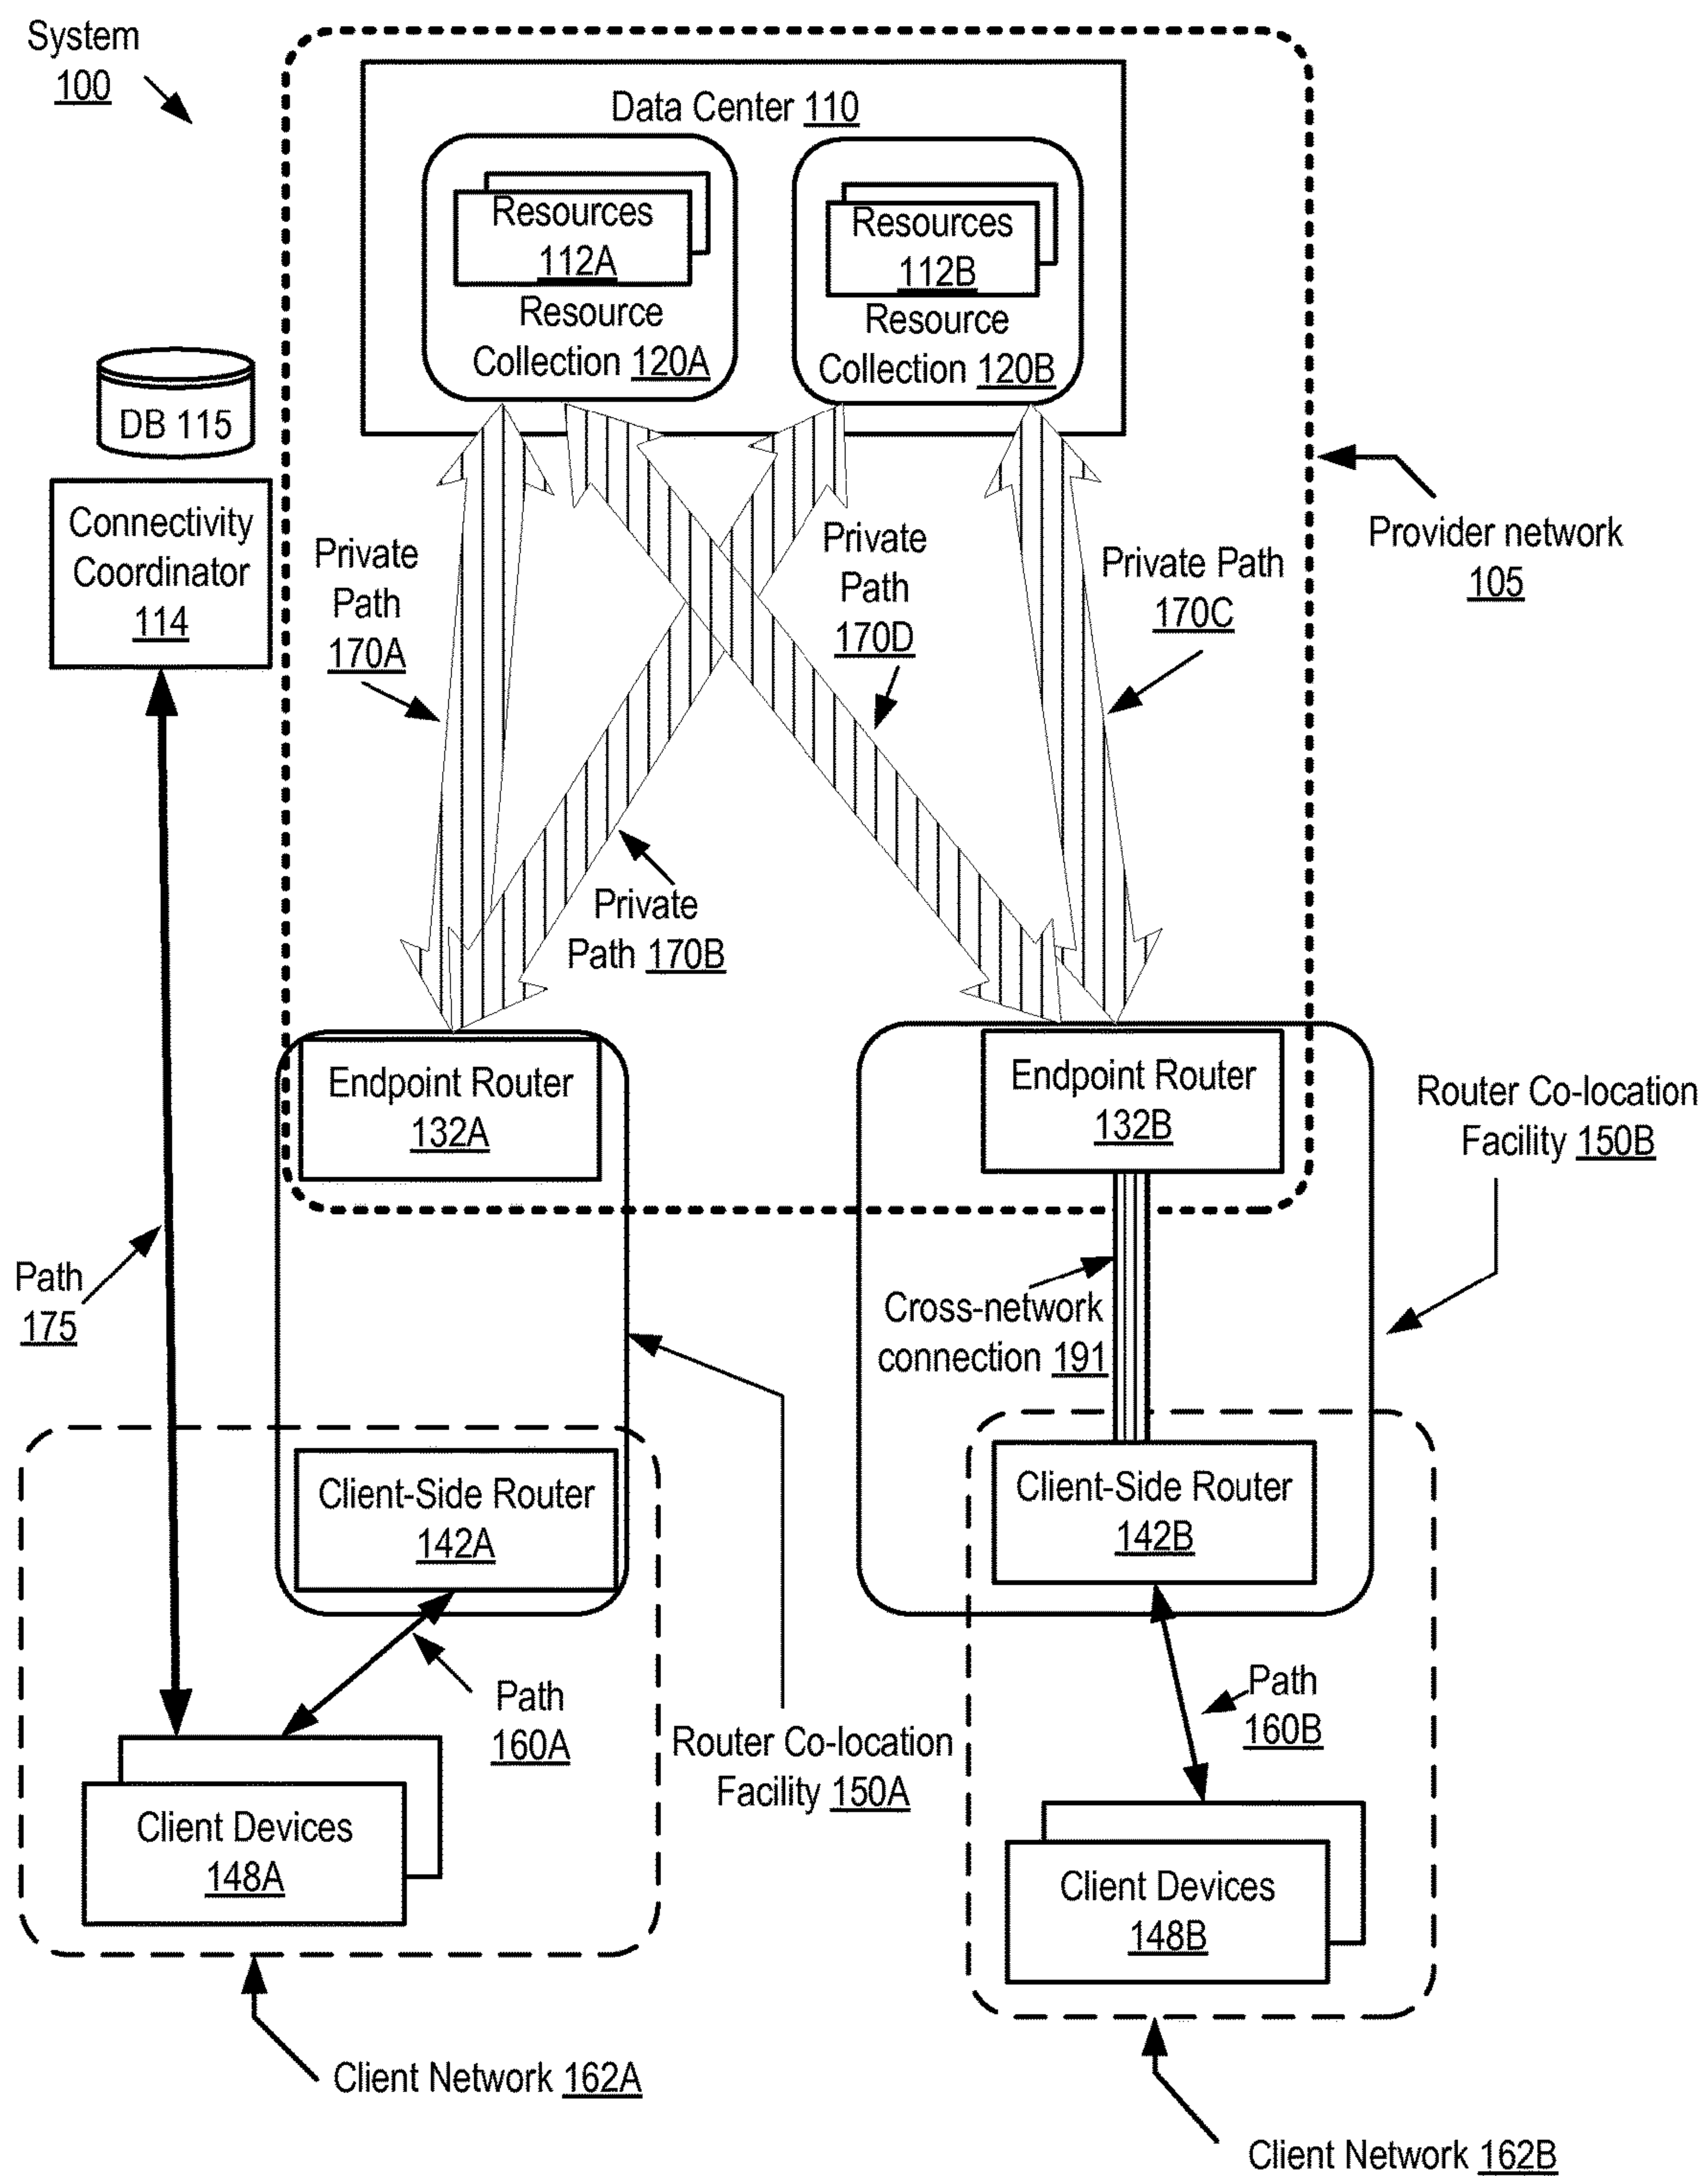 System
100
Data Center 110
Resources
112A
Resource
Collection 120A
Resources
112B
Resource
Collection 120B
DB 115
Connectivity
Coordinator
114
Provider network
105
Private
Path
170A
Private
Path
170D
Private Path
170C
Private
Path 170B
Endpoint Router
132A
Endpoint Router
132B
Router Co-location
Facility 150B
Path
175
Cross-network
connection 191
Client-Side Router
142A
Client-Side Router
142B
Path
160A
Path
160B
Router Co-location
Facility 150A
Client Devices
148A
Client Devices
148B
Client Network 162A
Client Network 162B